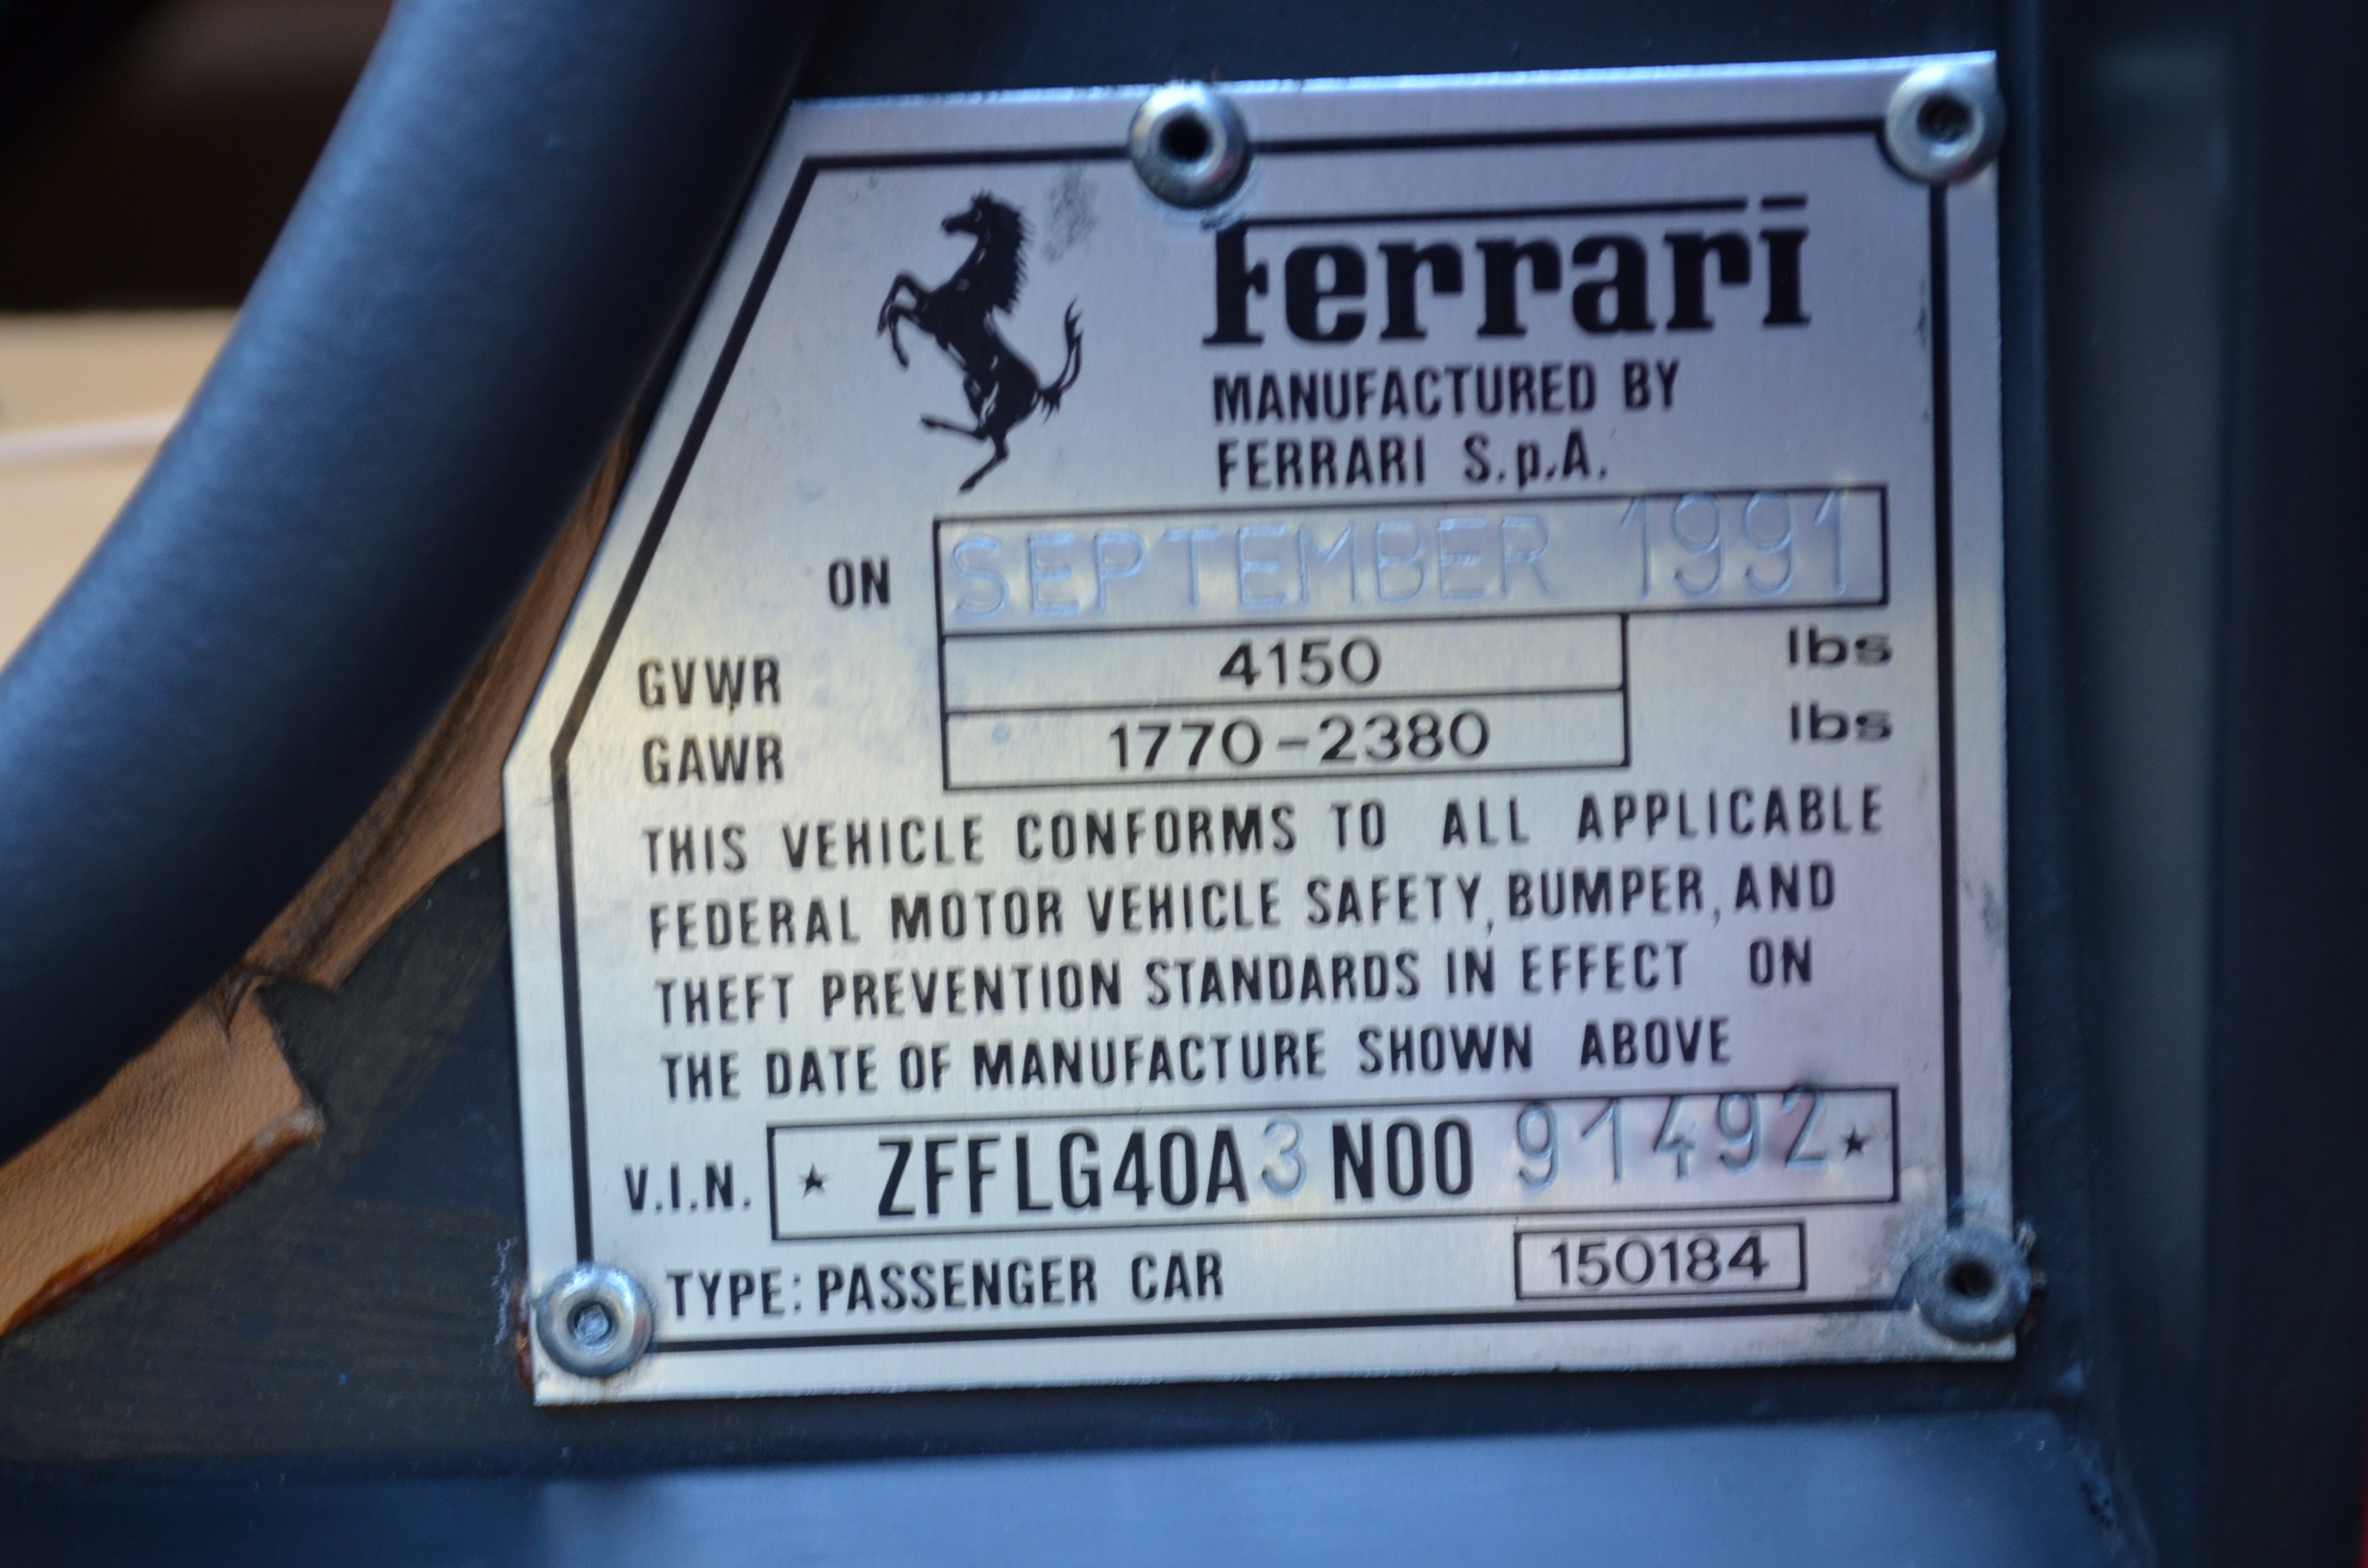 Ferrari
MANUFACTURED BY
FERRARI S.p.A.
ON SEPTEMBER 1991
GVWR 4150 lbs
GAWR 1770-2380 lbs
THIS VEHICLE CONFORMS TO ALL APPLICABLE
FEDERAL MOTOR VEHICLE SAFETY, BUMPER, AND
THEFT PREVENTION STANDARDS IN EFFECT ON
THE DATE OF MANUFACTURE SHOWN ABOVE
V.I.N. ★ ZFFLG40A3N0091492 ★
TYPE: PASSENGER CAR 150184